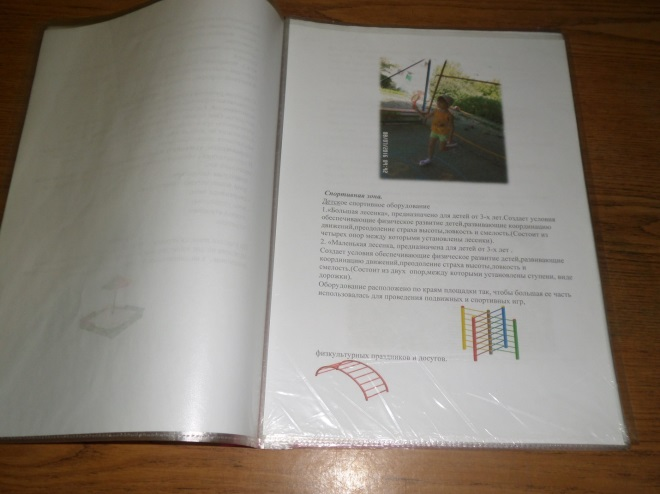 Спортивная зона.
Детское спортивное оборудование
1.«Большая лесенка», предназначено для детей от 3-х лет.Создает условия
обеспечивающие физическое развитие детей,развивающие координацию
движений,преодоление страха высоты,ловкость и смелость.(Состоит из
четырех опор между которыми установлены лесенки).
2. «Маленькая лесенка, предназначена для детей от 3-х лет .
Создает условия обеспечивающие физическое развитие детей,развивающие
координацию движений,преодоление страха высоты,ловкость и
смелость.(Состоит из двух опор,между которыми установлены ступени, виде
дорожки).
Оборудование расположено по краям площадки так, чтобы большая их часть
использовалась для проведения подвижных и спортивных игр,
физкультурных праздников и досугов.